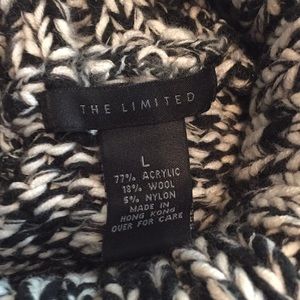 THE LIMITED
L
77% ACRYLIC
18% WOOL
5% NYLON
MADE IN
HONG KONG
OVER FOR CARE